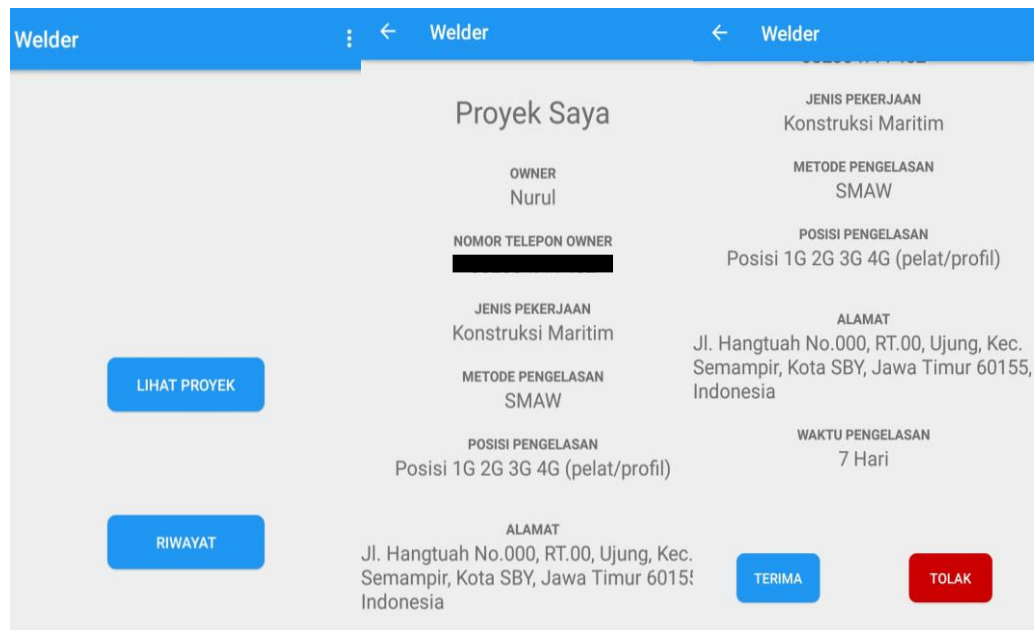 Welder
LIHAT PROYEK
RIWAYAT
Welder
Proyek Saya
OWNER
Nurul
NOMOR TELEPON OWNER
JENIS PEKERJAAN
Konstruksi Maritim
METODE PENGELASAN
SMAW
POSISI PENGELASAN
Posisi 1G 2G 3G 4G (pelat/profil)
ALAMAT
Jl. Hangtuah No.000, RT.00, Ujung, Kec.
Semampir, Kota SBY, Jawa Timur
Indonesia
Welder
JENIS PEKERJAAN
Konstruksi Maritim
METODE PENGELASAN
SMAW
POSISI PENGELASAN
Posisi 1G 2G 3G 4G (pelat/profil)
ALAMAT
Jl. Hangtuah No.000, RT.00, Ujung, Kec.
Semampir, Kota SBY, Jawa Timur 60155,
Indonesia
WAKTU PENGELASAN
7 Hari
TERIMA
TOLAK